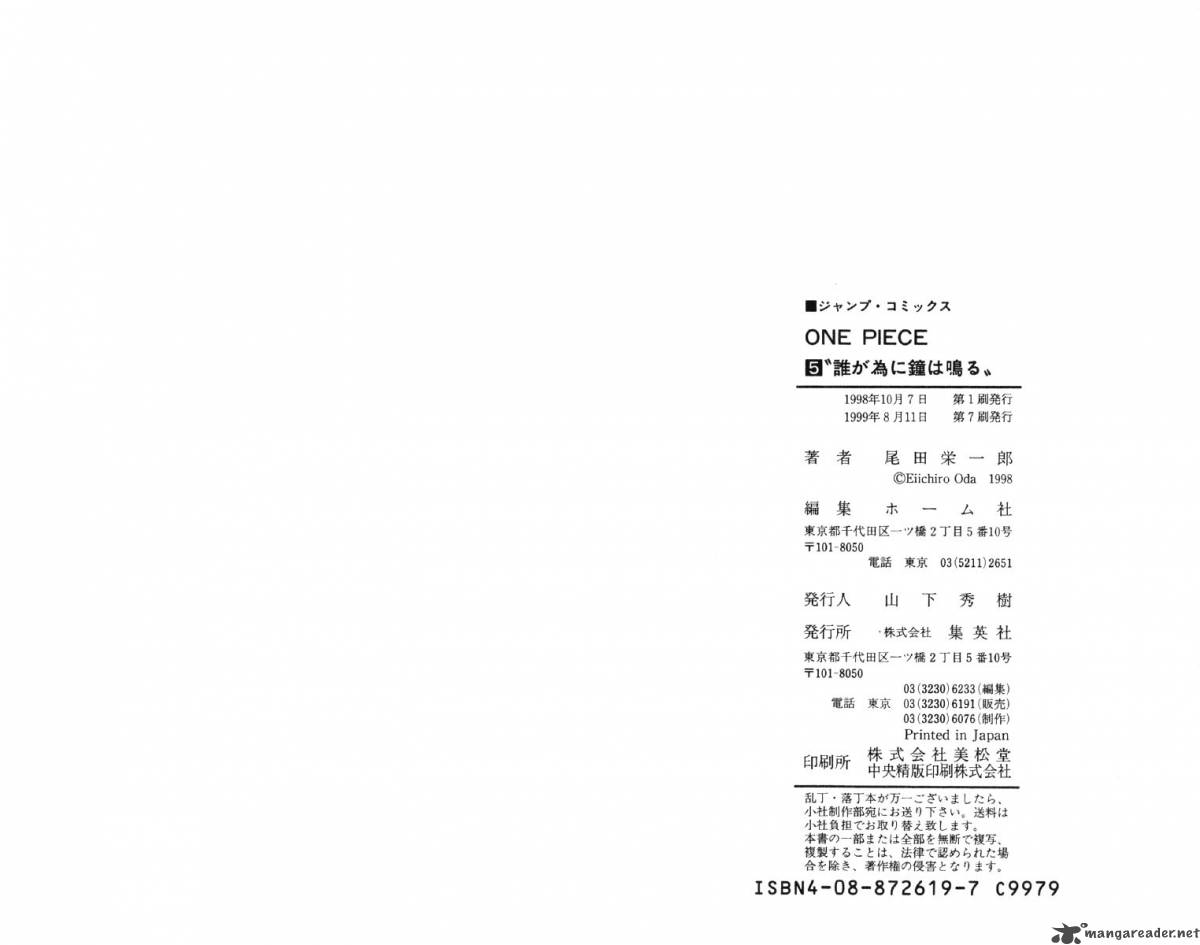 ■ジャンプ・コミックス
ONE PIECE
5〝誰が為に鐘は鳴る〟
1998年10月7日 第1刷発行
1999年8月11日 第7刷発行
著者 尾田栄一郎
©Eiichiro Oda 1998
編集 ホーム社
東京都千代田区一ツ橋2丁目5番10号
〒101-8050
電話 東京 03(5211)2651
発行人 山下秀樹
発行所 株式会社 集英社
東京都千代田区一ツ橋2丁目5番10号
〒101-8050
03(3230)6233(編集)
電話 東京 03(3230)6191(販売)
03(3230)6076(制作)
Printed in Japan
印刷所 株式会社美松堂
中央精版印刷株式会社
乱丁・落丁本が万一ございましたら、
小社制作部宛にお送り下さい。送料は
小社負担でお取り替え致します。
本書の一部または全部を無断で複写、
複製することは、法律で認められた場
合を除き、著作権の侵害となります。
ISBN4-08-872619-7 C9979
mangareader.net